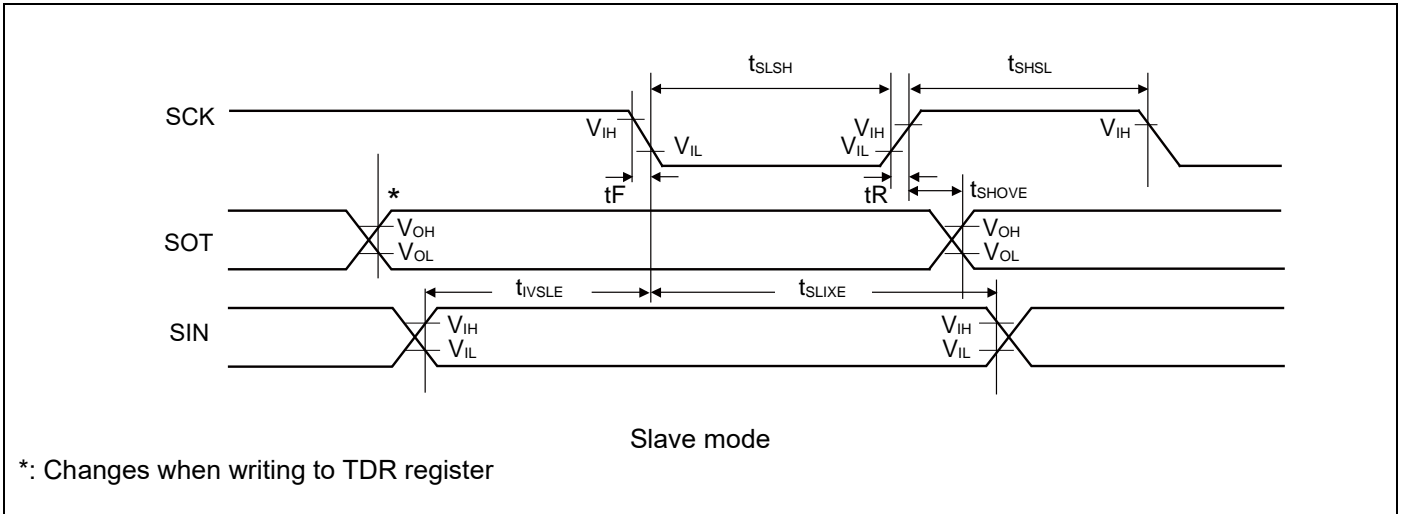 tSLSH tSHSL
SCK VIH VIL VIL VIH VIH
tF tR tSHOVE
*
SOT VOH VOL VOH VOL
tIVSLE tSLIXE
SIN VIH VIL VIH VIL
Slave mode
*: Changes when writing to TDR register